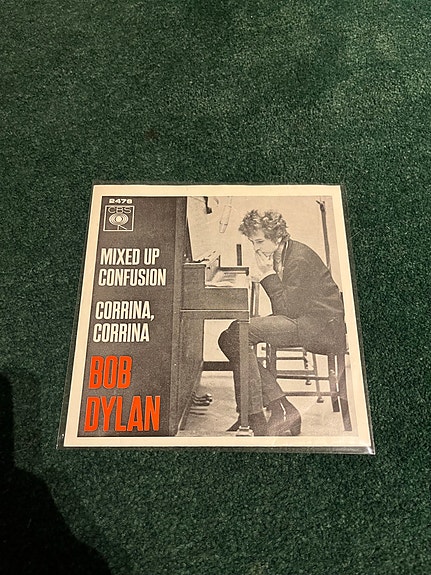 2476
CBS
MIXED UP
CONFUSION
CORRINA,
CORRINA
BOB
DYLAN